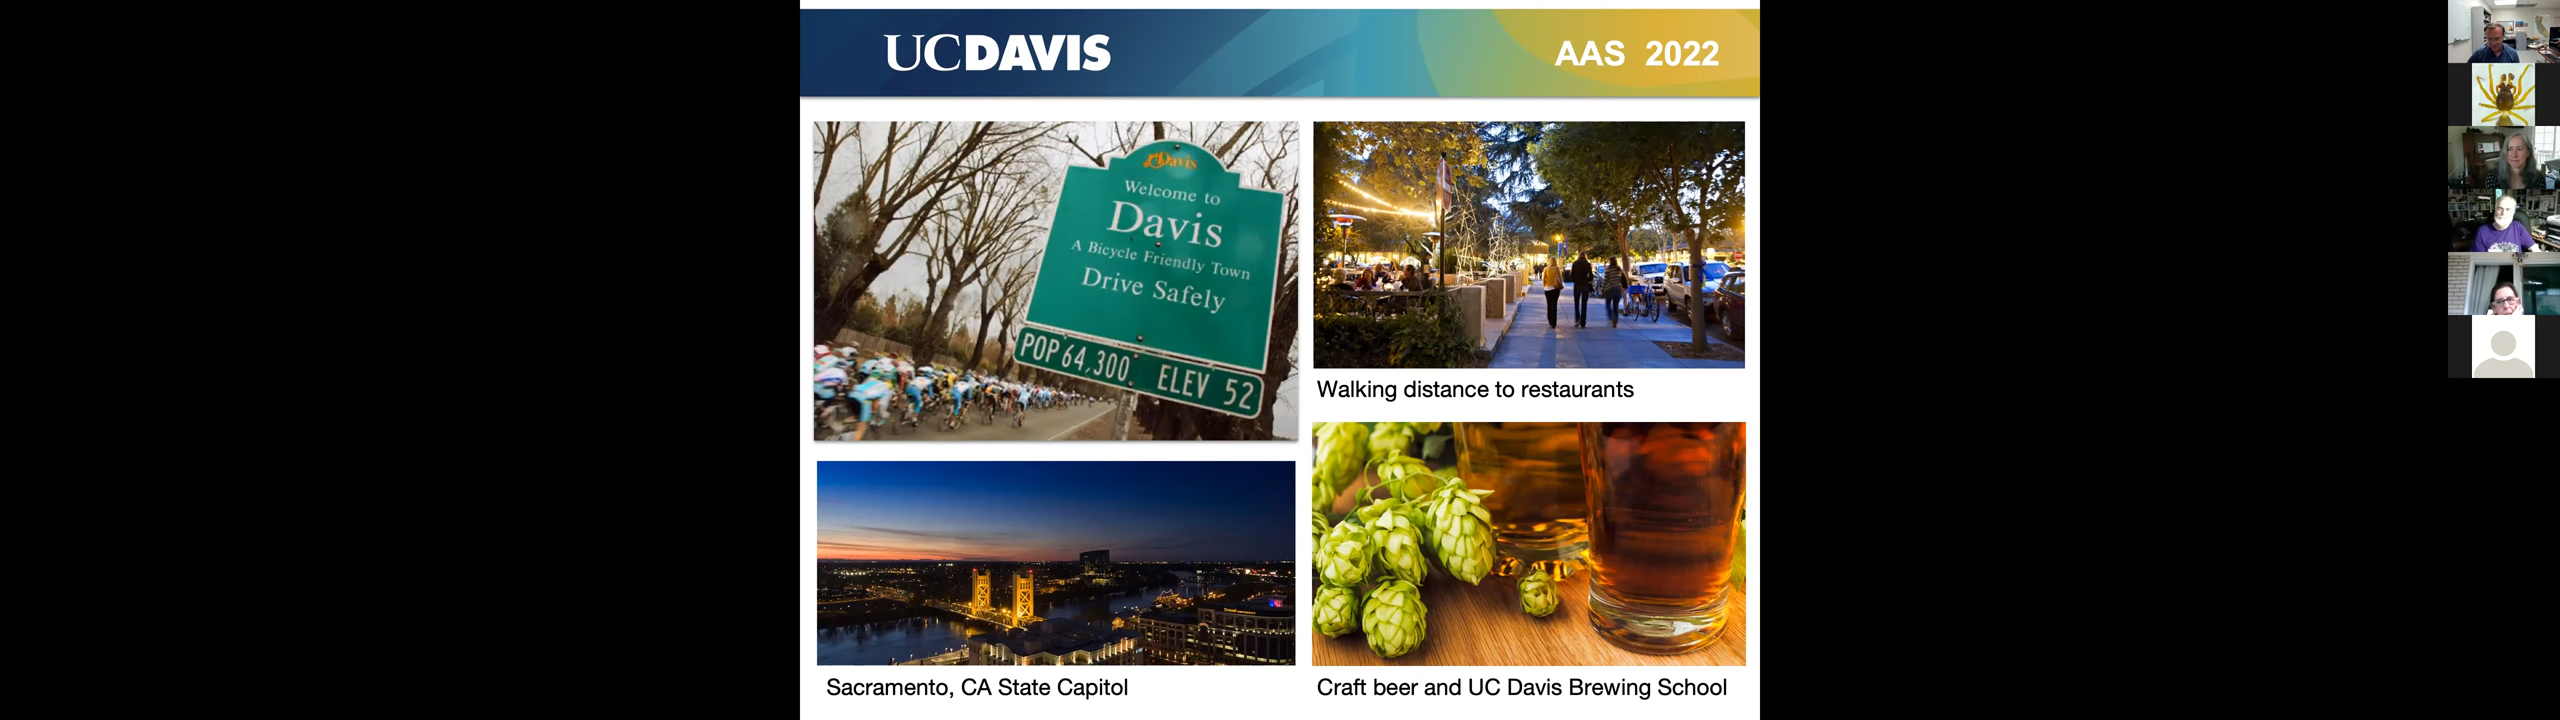 UCDAVIS
AAS 2022
Davis
Welcome to
Davis
A Bicycle Friendly Town
Drive Safely
POP 64,300 ELEV 52
Walking distance to restaurants
Sacramento, CA State Capitol
Craft beer and UC Davis Brewing School